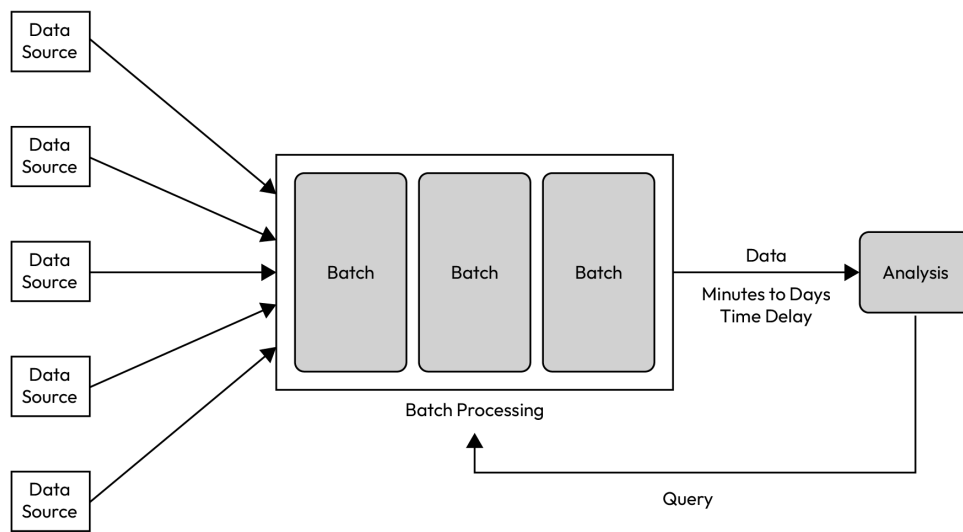 Data
Source
Data
Source
Data
Source
Data
Source
Data
Source
Batch
Batch
Batch
Batch Processing
Data
Minutes to Days
Time Delay
Analysis
Query